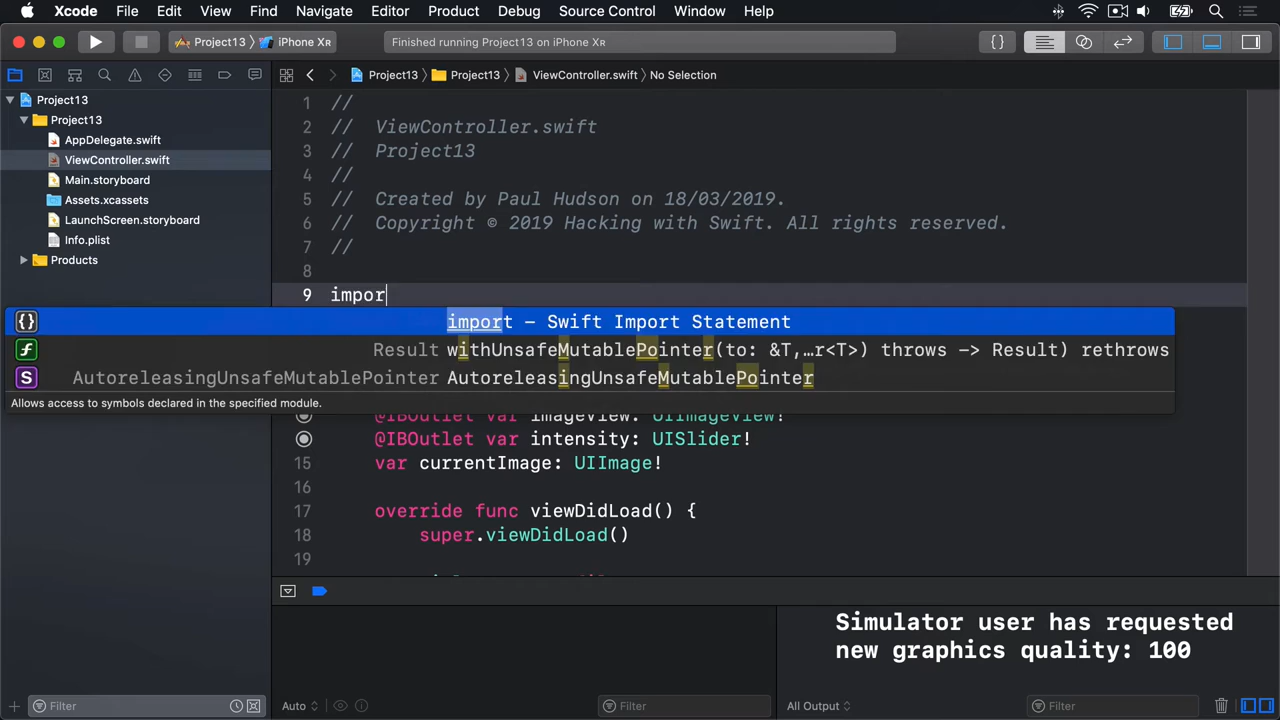 Xcode File Edit View Find Navigate Editor Product Debug Source Control Window Help
Project13 iPhone Xʀ Finished running Project13 on iPhone Xʀ
Project13 Project13 ViewController.swift No Selection
Project13
Project13
AppDelegate.swift
ViewController.swift
Main.storyboard
Assets.xcassets
LaunchScreen.storyboard
Info.plist
Products
1 //
2 // ViewController.swift
3 // Project13
4 //
5 // Created by Paul Hudson on 18/03/2019.
6 // Copyright © 2019 Hacking with Swift. All rights reserved.
7 //
8
9 impor
{} import – Swift Import Statement
f Result withUnsafeMutablePointer(to: &T,…r<T>) throws -> Result) rethrows
S AutoreleasingUnsafeMutablePointer AutoreleasingUnsafeMutablePointer
Allows access to symbols declared in the specified module.
@IBOutlet var imageView: UIImageView!
@IBOutlet var intensity: UISlider!
15 var currentImage: UIImage!
16
17 override func viewDidLoad() {
18 super.viewDidLoad()
19
Simulator user has requested
new graphics quality: 100
Filter Auto Filter All Output Filter